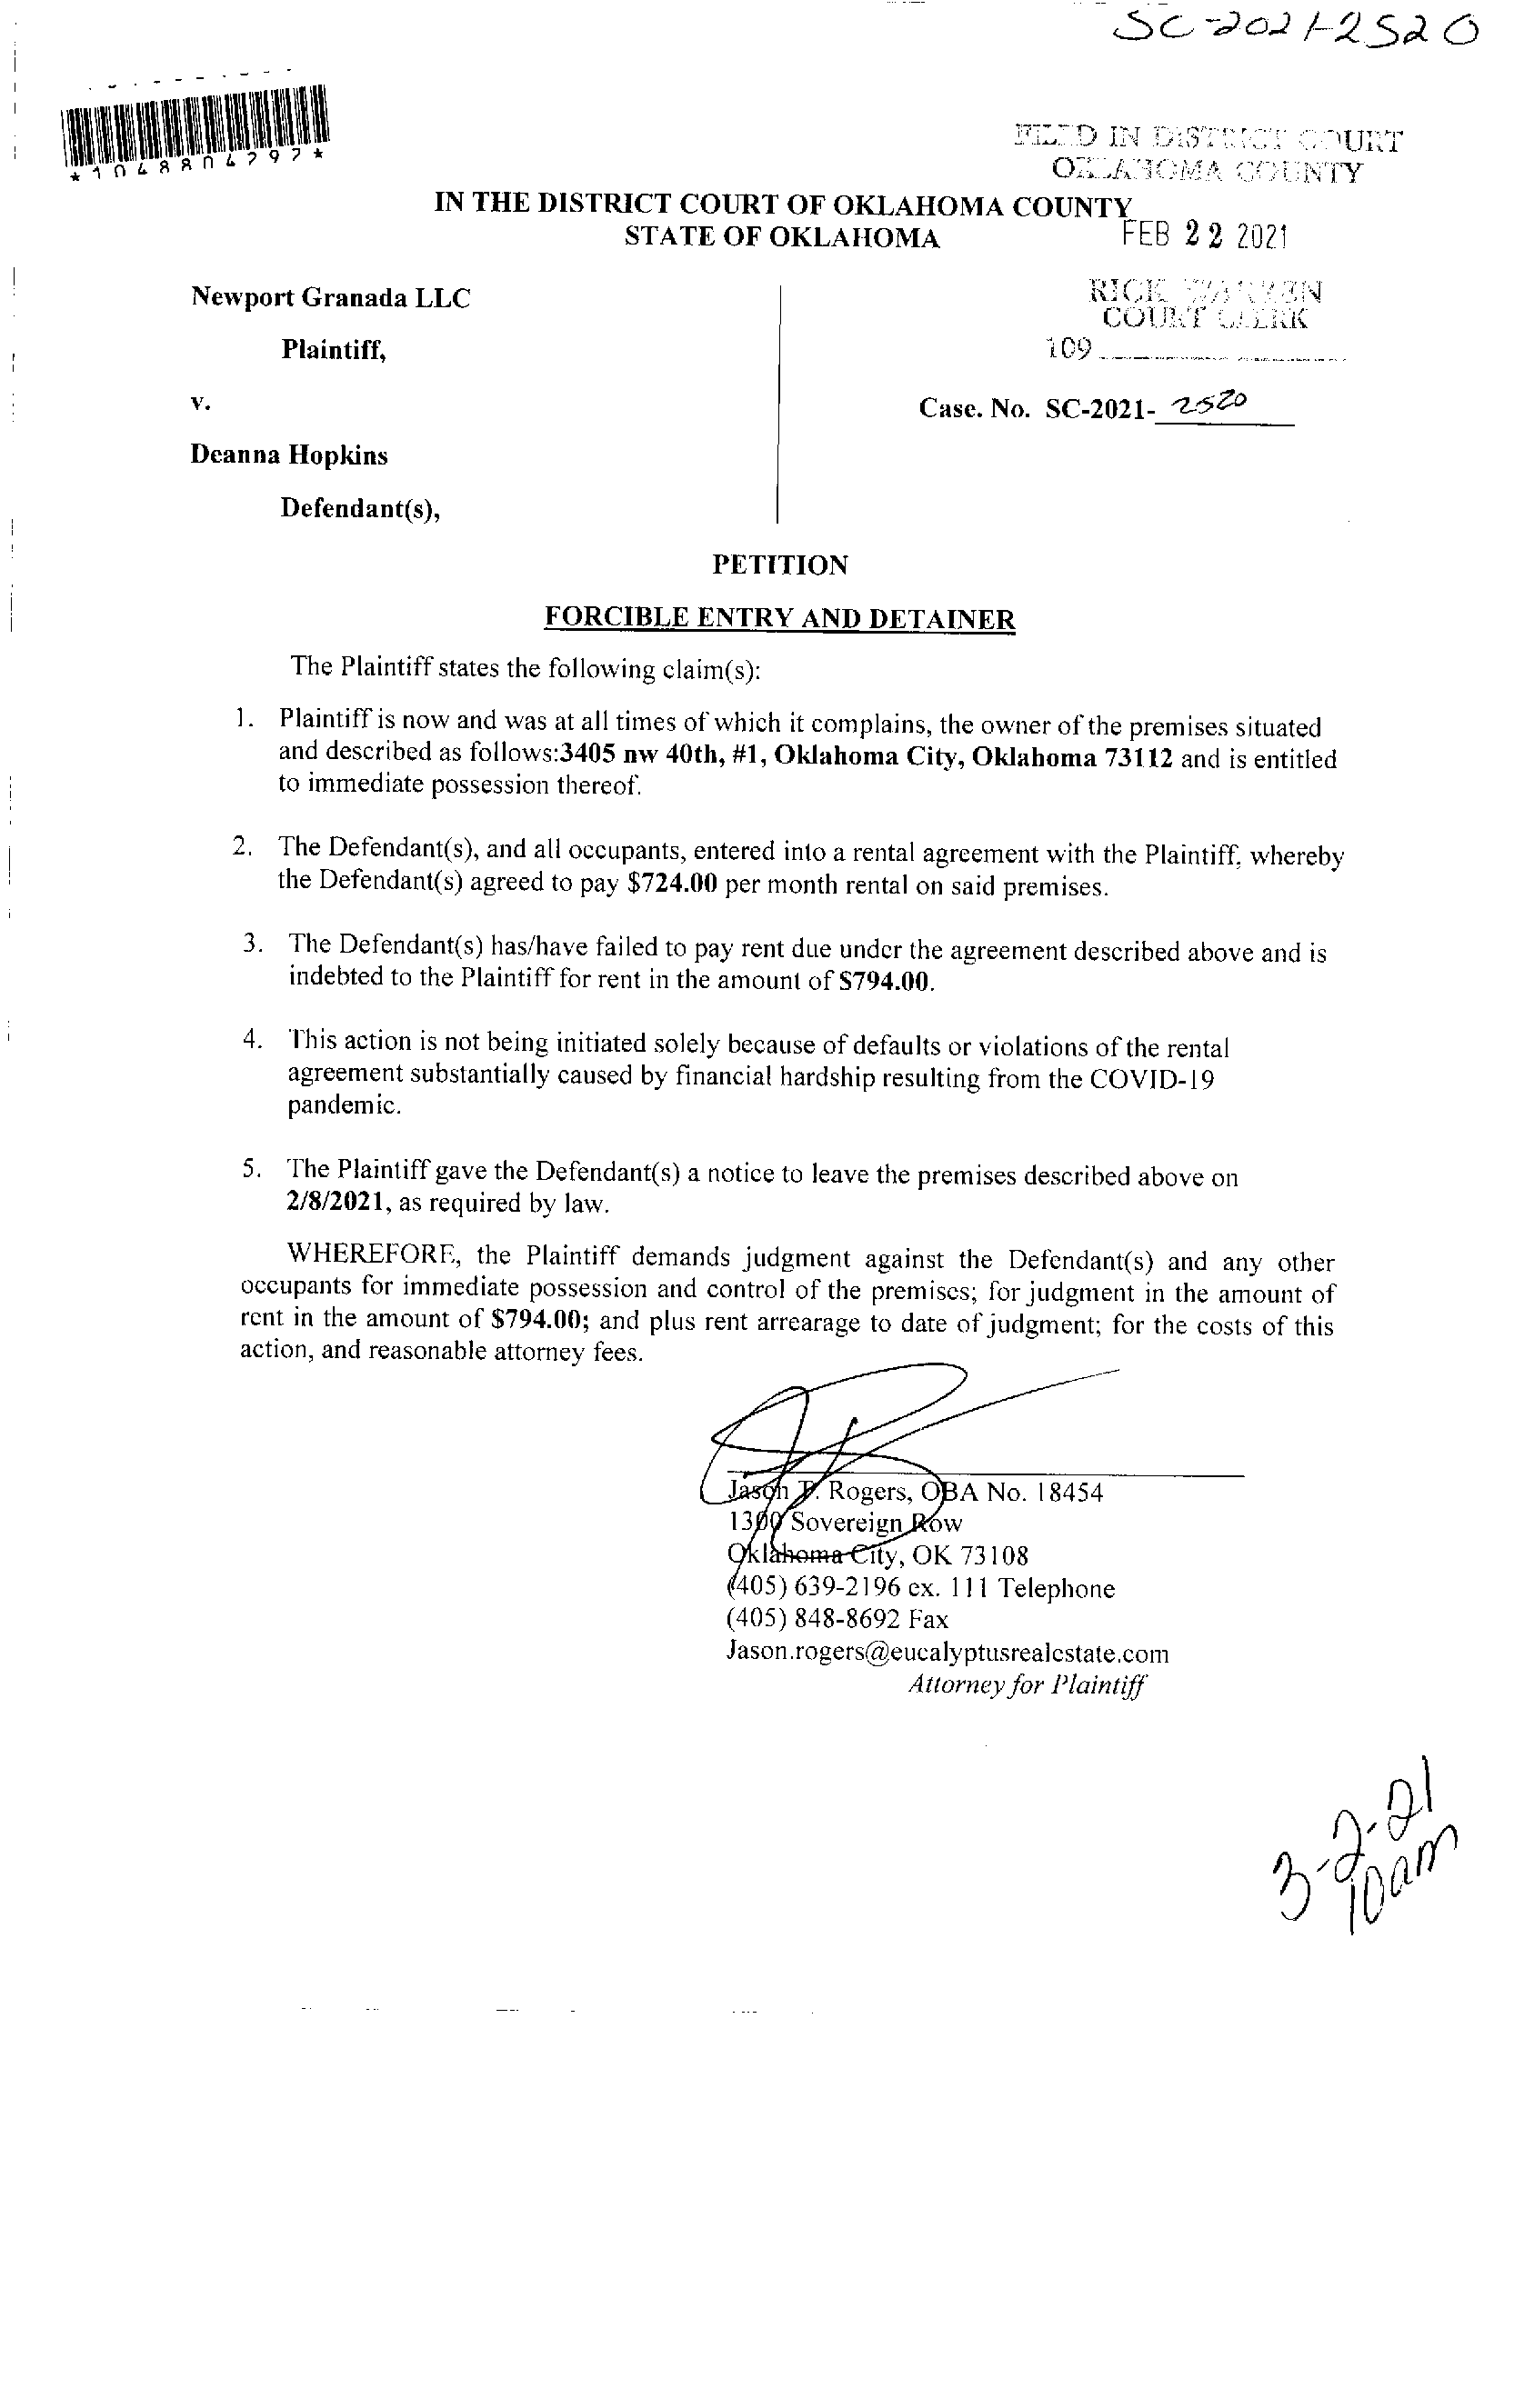 SC-2021-2520
*1048804797*
FILED IN DISTRICT COURT
OKLAHOMA COUNTY
IN THE DISTRICT COURT OF OKLAHOMA COUNTY
STATE OF OKLAHOMA
FEB 22 2021
Newport Granada LLC
RICK WARREN
COURT CLERK
Plaintiff,
109
v.
Case. No. SC-2021- 2520
Deanna Hopkins
Defendant(s),
PETITION
FORCIBLE ENTRY AND DETAINER
The Plaintiff states the following claim(s):
1. Plaintiff is now and was at all times of which it complains, the owner of the premises situated
and described as follows:3405 nw 40th, #1, Oklahoma City, Oklahoma 73112 and is entitled
to immediate possession thereof.
2. The Defendant(s), and all occupants, entered into a rental agreement with the Plaintiff, whereby
the Defendant(s) agreed to pay $724.00 per month rental on said premises.
3. The Defendant(s) has/have failed to pay rent due under the agreement described above and is
indebted to the Plaintiff for rent in the amount of $794.00.
4. This action is not being initiated solely because of defaults or violations of the rental
agreement substantially caused by financial hardship resulting from the COVID-19
pandemic.
5. The Plaintiff gave the Defendant(s) a notice to leave the premises described above on
2/8/2021, as required by law.
WHEREFORE, the Plaintiff demands judgment against the Defendant(s) and any other
occupants for immediate possession and control of the premises; for judgment in the amount of
rent in the amount of $794.00; and plus rent arrearage to date of judgment; for the costs of this
action, and reasonable attorney fees.
Jason Rogers, OBA No. 18454
1300 Sovereign Row
Oklahoma City, OK 73108
(405) 639-2196 ex. 111 Telephone
(405) 848-8692 Fax
Jason.rogers@eucalyptusrealestate.com
Attorney for Plaintiff
3-2-21
10am